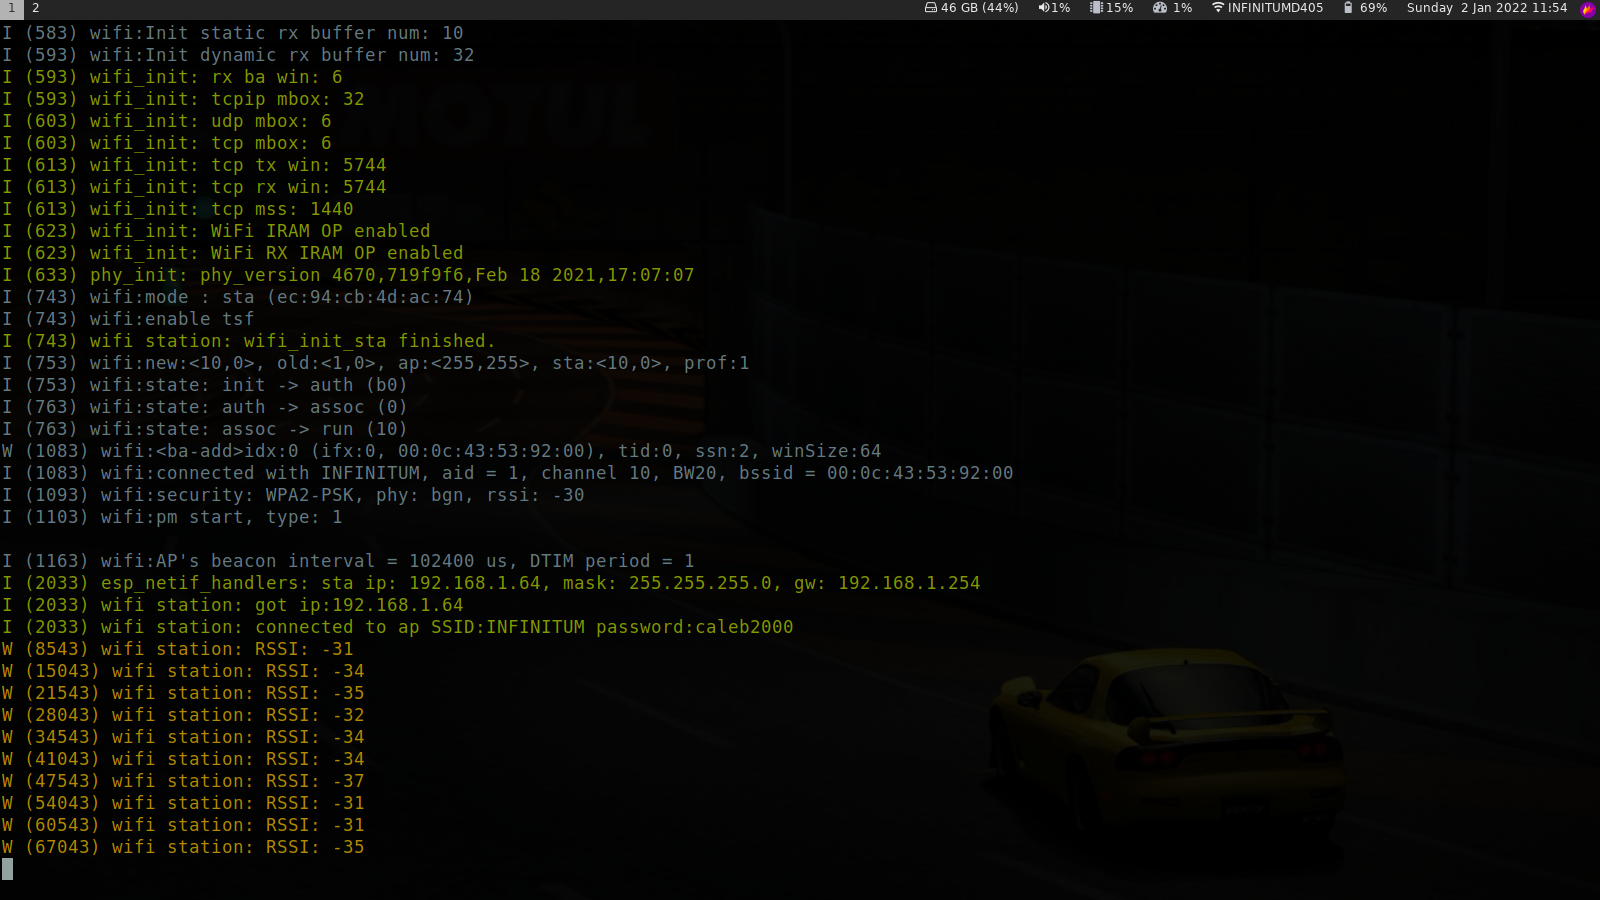 1 2 46 GB (44%) 1% 15% 1% INFINITUMD405 69% Sunday 2 Jan 2022 11:54
I (583) wifi:Init static rx buffer num: 10
I (593) wifi:Init dynamic rx buffer num: 32
I (593) wifi_init: rx ba win: 6
I (593) wifi_init: tcpip mbox: 32
MOTUL
I (603) wifi_init: udp mbox: 6
I (603) wifi_init: tcp mbox: 6
I (613) wifi_init: tcp tx win: 5744
I (613) wifi_init: tcp rx win: 5744
I (613) wifi_init: tcp mss: 1440
I (623) wifi_init: WiFi IRAM OP enabled
I (623) wifi_init: WiFi RX IRAM OP enabled
I (633) phy_init: phy_version 4670,719f9f6,Feb 18 2021,17:07:07
I (743) wifi:mode : sta (ec:94:cb:4d:ac:74)
I (743) wifi:enable tsf
I (743) wifi station: wifi_init_sta finished.
I (753) wifi:new:<10,0>, old:<1,0>, ap:<255,255>, sta:<10,0>, prof:1
I (753) wifi:state: init -> auth (b0)
I (763) wifi:state: auth -> assoc (0)
I (763) wifi:state: assoc -> run (10)
W (1083) wifi:<ba-add>idx:0 (ifx:0, 00:0c:43:53:92:00), tid:0, ssn:2, winSize:64
I (1083) wifi:connected with INFINITUM, aid = 1, channel 10, BW20, bssid = 00:0c:43:53:92:00
I (1093) wifi:security: WPA2-PSK, phy: bgn, rssi: -30
I (1103) wifi:pm start, type: 1
I (1163) wifi:AP's beacon interval = 102400 us, DTIM period = 1
I (2033) esp_netif_handlers: sta ip: 192.168.1.64, mask: 255.255.255.0, gw: 192.168.1.254
I (2033) wifi station: got ip:192.168.1.64
I (2033) wifi station: connected to ap SSID:INFINITUM password:caleb2000
W (8543) wifi station: RSSI: -31
W (15043) wifi station: RSSI: -34
W (21543) wifi station: RSSI: -35
W (28043) wifi station: RSSI: -32
W (34543) wifi station: RSSI: -34
W (41043) wifi station: RSSI: -34
W (47543) wifi station: RSSI: -37
W (54043) wifi station: RSSI: -31
W (60543) wifi station: RSSI: -31
W (67043) wifi station: RSSI: -35